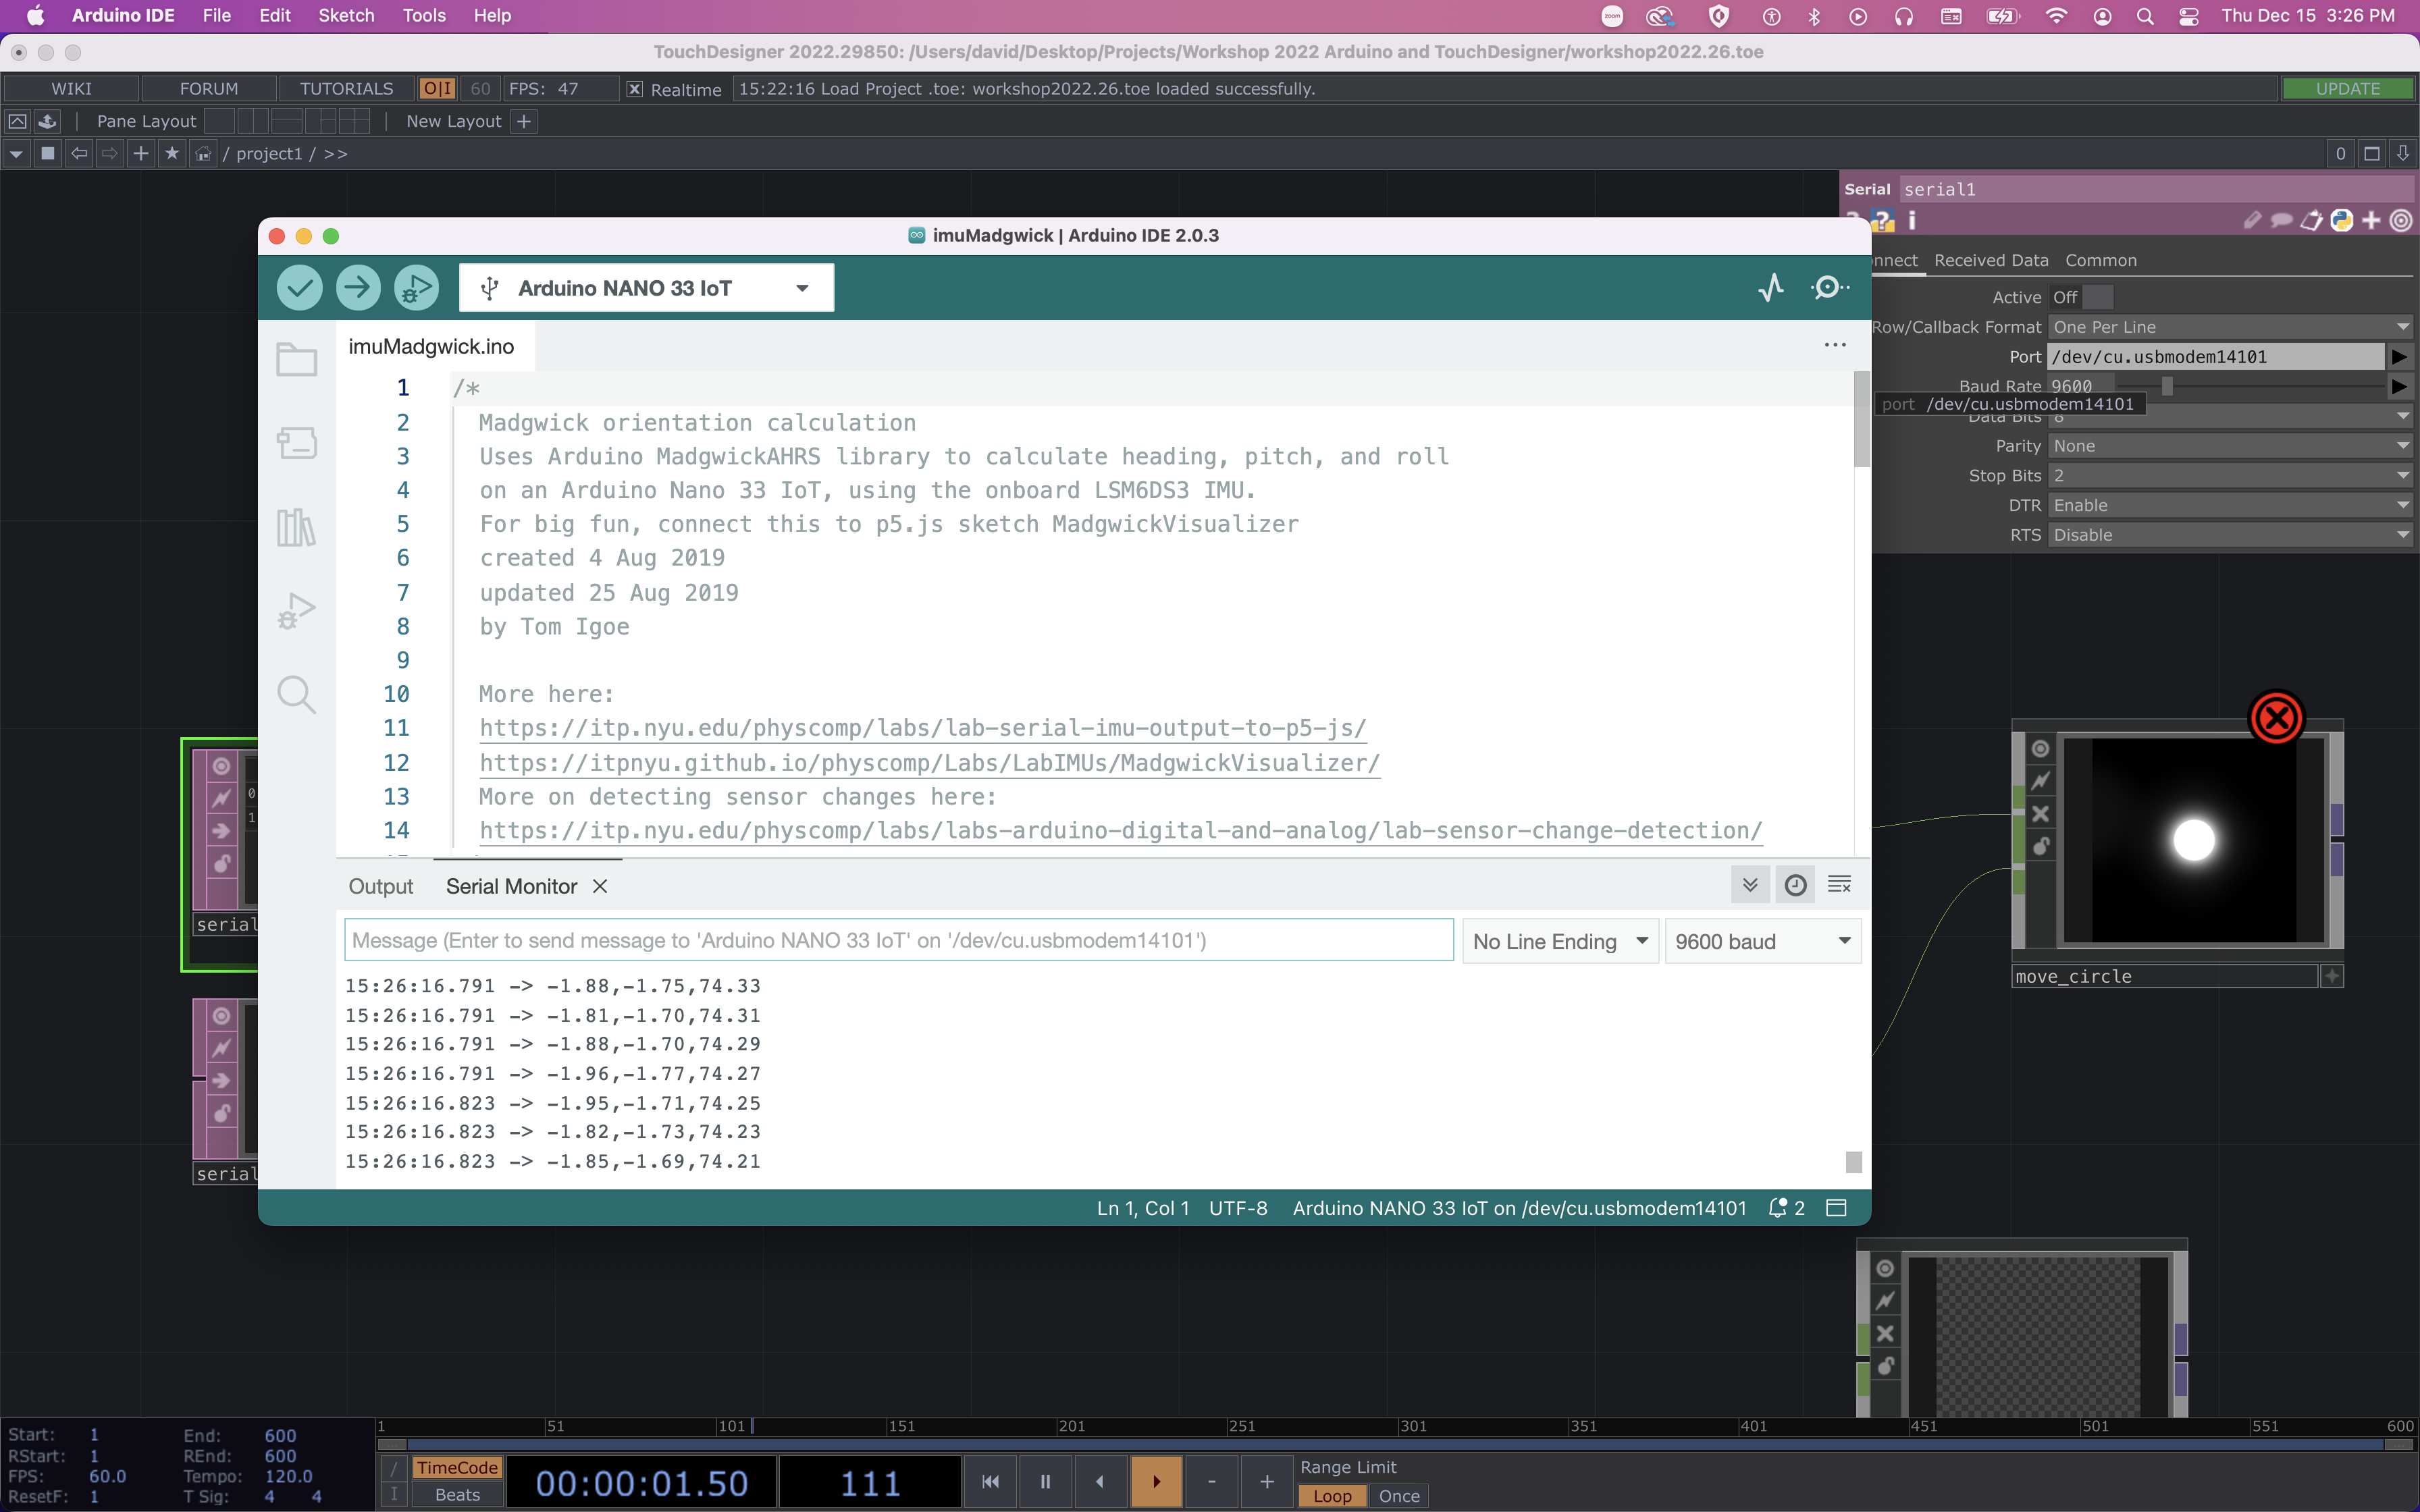 Arduino IDE File Edit Sketch Tools Help
zoom
Thu Dec 15 3:26 PM
TouchDesigner 2022.29850: /Users/david/Desktop/Projects/Workshop 2022 Arduino and TouchDesigner/workshop2022.26.toe
WIKI FORUM TUTORIALS O|I 60 FPS: 47 Realtime 15:22:16 Load Project .toe: workshop2022.26.toe loaded successfully. UPDATE
Pane Layout New Layout +
/ project1 / >> 0
Serial serial1
imuMadgwick | Arduino IDE 2.0.3
Received Data Common
Arduino NANO 33 IoT
Active Off
Row/Callback Format One Per Line
Port /dev/cu.usbmodem14101
Baud Rate 9600
port /dev/cu.usbmodem14101
Data Bits 8
Parity None
Stop Bits 2
DTR Enable
RTS Disable
imuMadgwick.ino
1 /*
2 Madgwick orientation calculation
3 Uses Arduino MadgwickAHRS library to calculate heading, pitch, and roll
4 on an Arduino Nano 33 IoT, using the onboard LSM6DS3 IMU.
5 For big fun, connect this to p5.js sketch MadgwickVisualizer
6 created 4 Aug 2019
7 updated 25 Aug 2019
8 by Tom Igoe
9
10 More here:
11 https://itp.nyu.edu/physcomp/labs/lab-serial-imu-output-to-p5-js/
12 https://itpnyu.github.io/physcomp/Labs/LabIMUs/MadgwickVisualizer/
13 More on detecting sensor changes here:
14 https://itp.nyu.edu/physcomp/labs/labs-arduino-digital-and-analog/lab-sensor-change-detection/
0
1
serial
serial
move_circle
Output Serial Monitor
Message (Enter to send message to 'Arduino NANO 33 IoT' on '/dev/cu.usbmodem14101') No Line Ending 9600 baud
15:26:16.791 -> -1.88,-1.75,74.33
15:26:16.791 -> -1.81,-1.70,74.31
15:26:16.791 -> -1.88,-1.70,74.29
15:26:16.791 -> -1.96,-1.77,74.27
15:26:16.823 -> -1.95,-1.71,74.25
15:26:16.823 -> -1.82,-1.73,74.23
15:26:16.823 -> -1.85,-1.69,74.21
Ln 1, Col 1 UTF-8 Arduino NANO 33 IoT on /dev/cu.usbmodem14101 2
1 51 101 151 201 251 301 351 401 451 501 551 600
Start: 1 End: 600
RStart: 1 REnd: 600
FPS: 60.0 Tempo: 120.0
ResetF: 1 T Sig: 4 4
/ I
TimeCode
Beats
00:00:01.50 111
- +
Range Limit
Loop Once